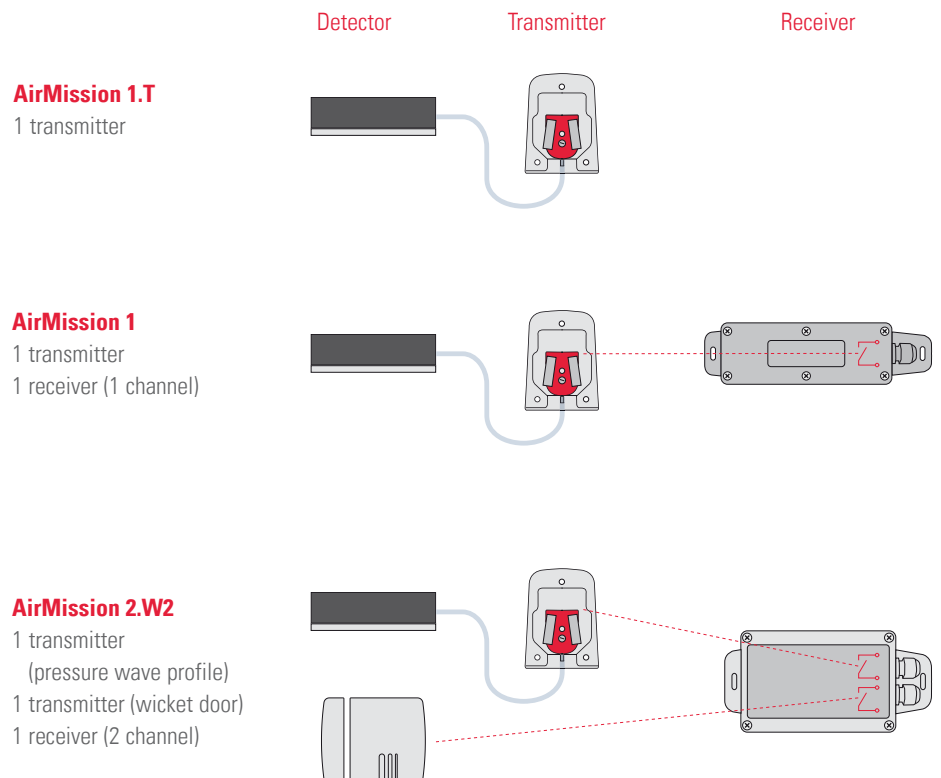 Detector Transmitter Receiver
AirMission 1.T
1 transmitter
AirMission 1
1 transmitter
1 receiver (1 channel)
AirMission 2.W2
1 transmitter
(pressure wave profile)
1 transmitter (wicket door)
1 receiver (2 channel)